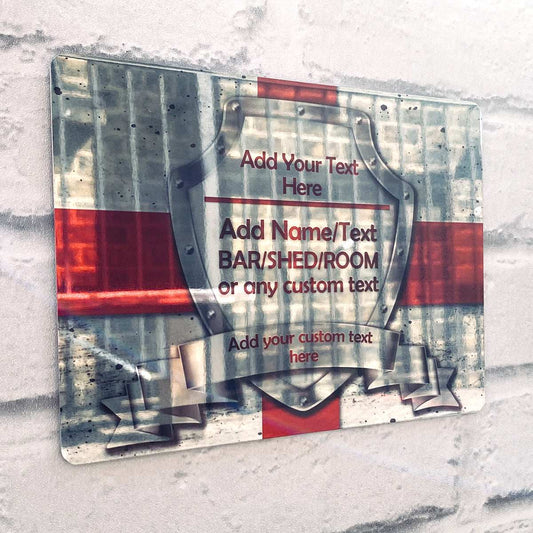 Add Your Text
Here
Add Name/Text
BAR/SHED/ROOM
or any custom text
Add your custom text
here